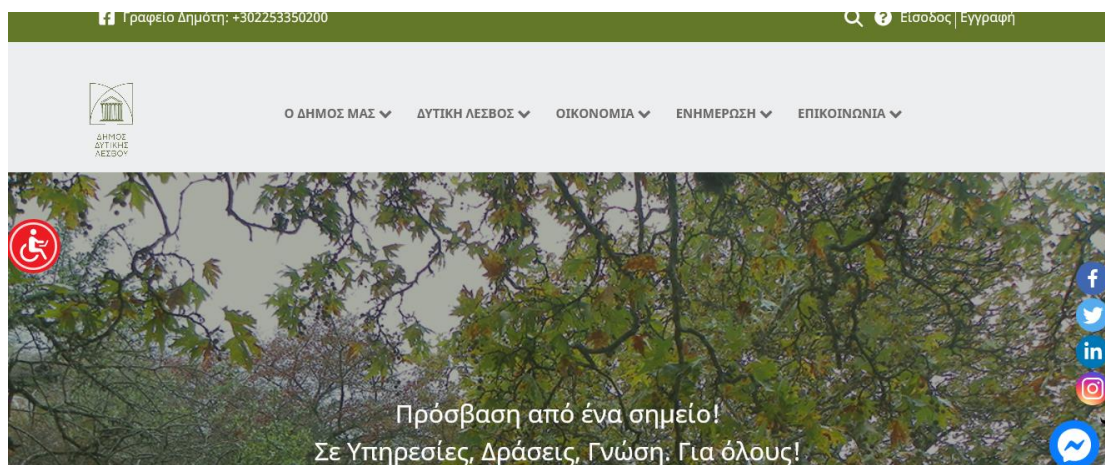 Γραφείο Δημότη: +302253350200
Είσοδος | Εγγραφή
Ο ΔΗΜΟΣ ΜΑΣ
ΔΥΤΙΚΗ ΛΕΣΒΟΣ
ΟΙΚΟΝΟΜΙΑ
ΕΝΗΜΕΡΩΣΗ
ΕΠΙΚΟΙΝΩΝΙΑ
ΔΗΜΟΣ
ΔΥΤΙΚΗΣ
ΛΕΣΒΟΥ
Πρόσβαση από ένα σημείο!
Σε Υπηρεσίες, Δράσεις, Γνώση. Για όλους!